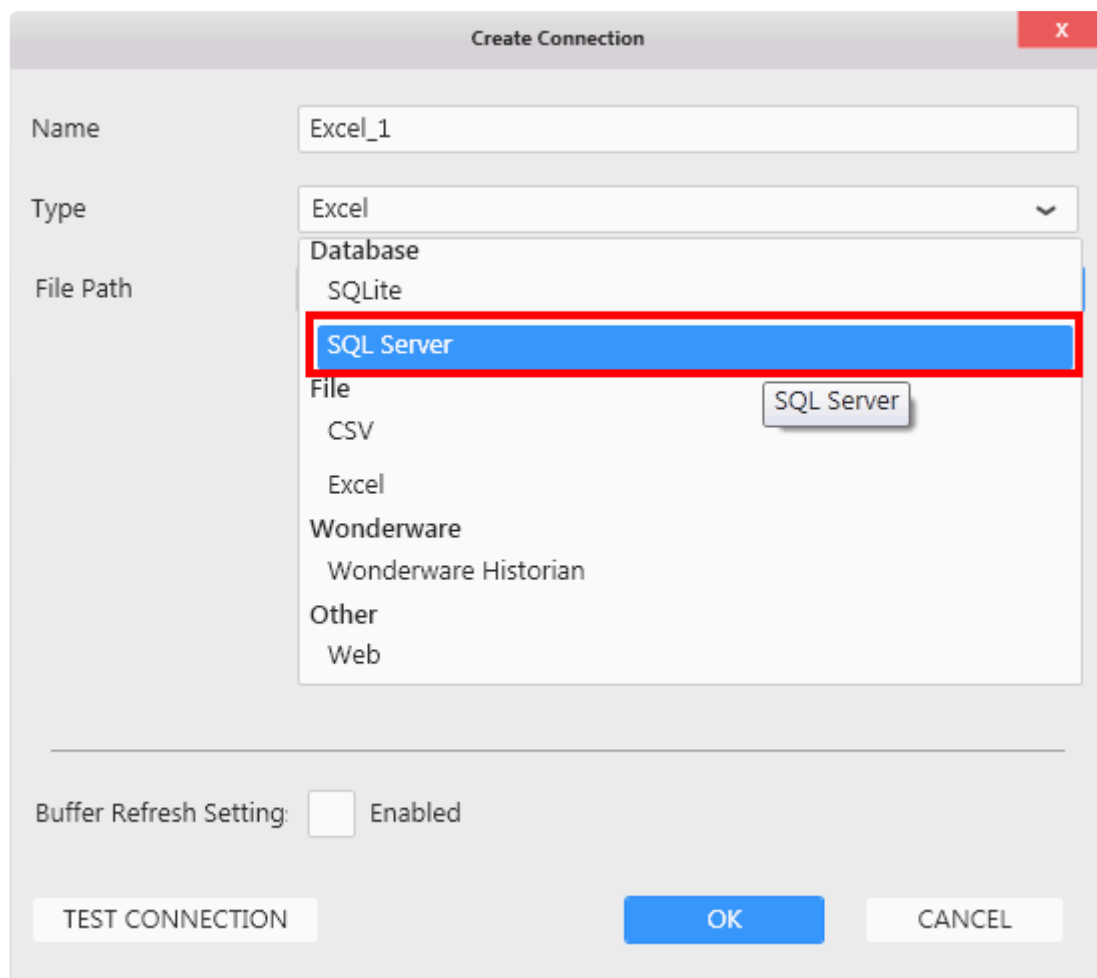 Create Connection
x
Name
Excel_1
Type
Excel
Database
File Path
SQLite
SQL Server
File
SQL Server
CSV
Excel
Wonderware
Wonderware Historian
Other
Web
Buffer Refresh Setting:
Enabled
TEST CONNECTION
OK
CANCEL